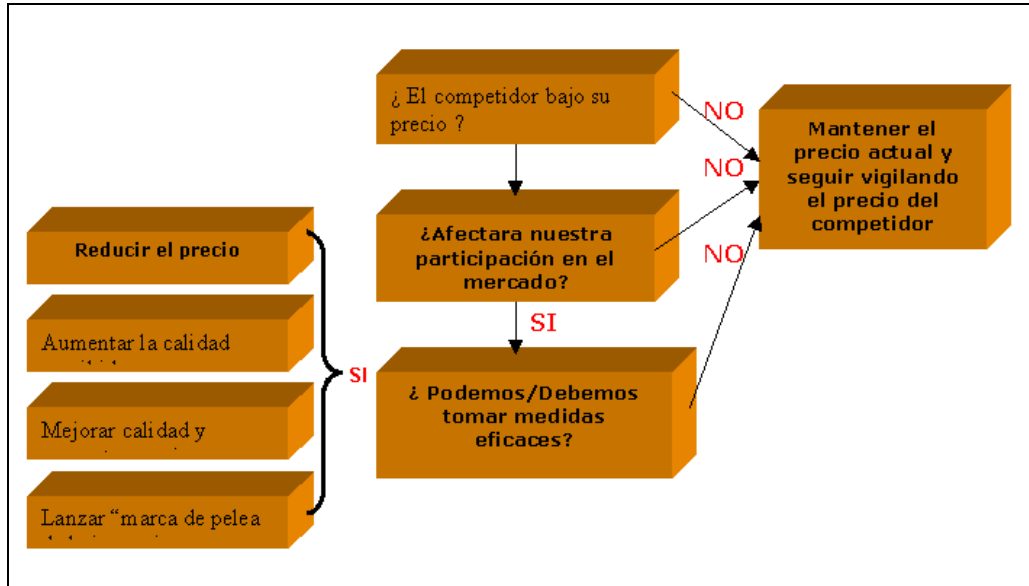 ¿ El competidor bajo su
precio ?
NO
Mantener el
precio actual y
seguir vigilando
el precio del
competidor
NO
¿Afectara nuestra
participación en el
mercado?
NO
SI
¿ Podemos/Debemos
tomar medidas
eficaces?
SI
Reducir el precio
Aumentar la calidad
Mejorar calidad y
Lanzar “marca de pelea